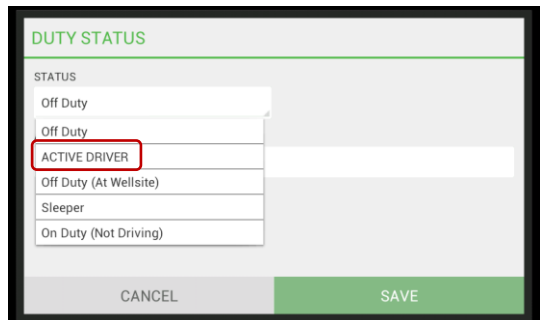 DUTY STATUS
STATUS
Off Duty
Off Duty
ACTIVE DRIVER
Off Duty (At Wellsite)
Sleeper
On Duty (Not Driving)
CANCEL
SAVE